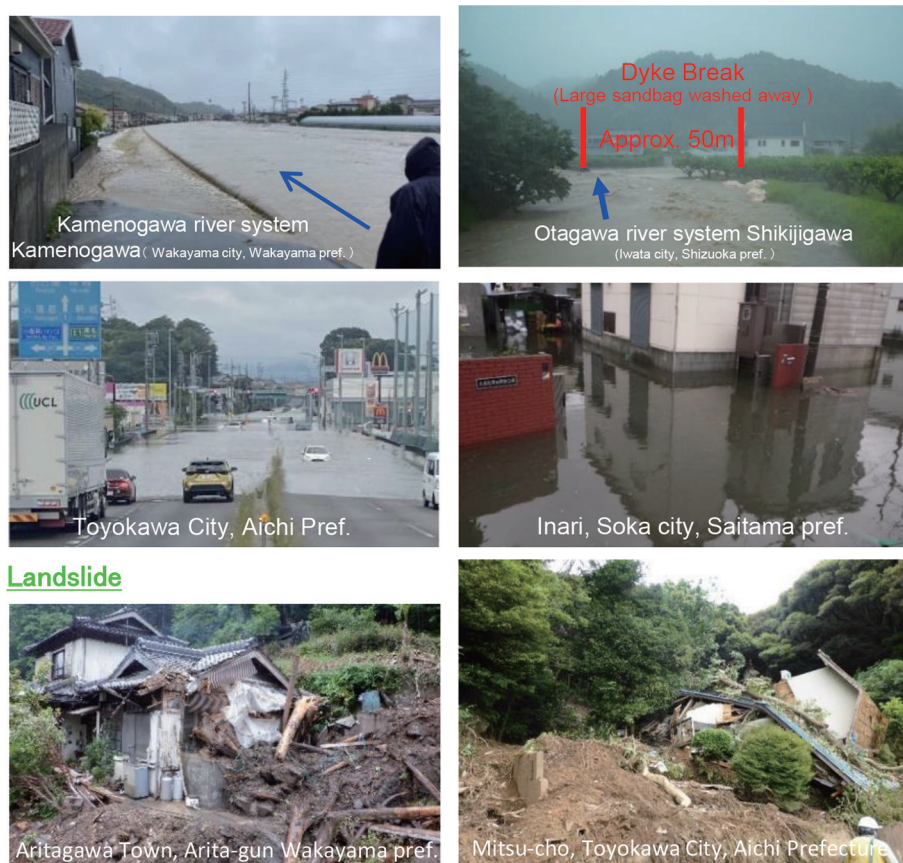 Kamenogawa river system
Kamenogawa ( Wakayama city, Wakayama pref. )
Dyke Break
(Large sandbag washed away )
Approx. 50m
Otagawa river system Shikijigawa
(Iwata city, Shizuoka pref. )
UCL
Toyokawa City, Aichi Pref.
Inari, Soka city, Saitama pref.
Landslide
Aritagawa Town, Arita-gun Wakayama pref.
Mitsu-cho, Toyokawa City, Aichi Prefecture